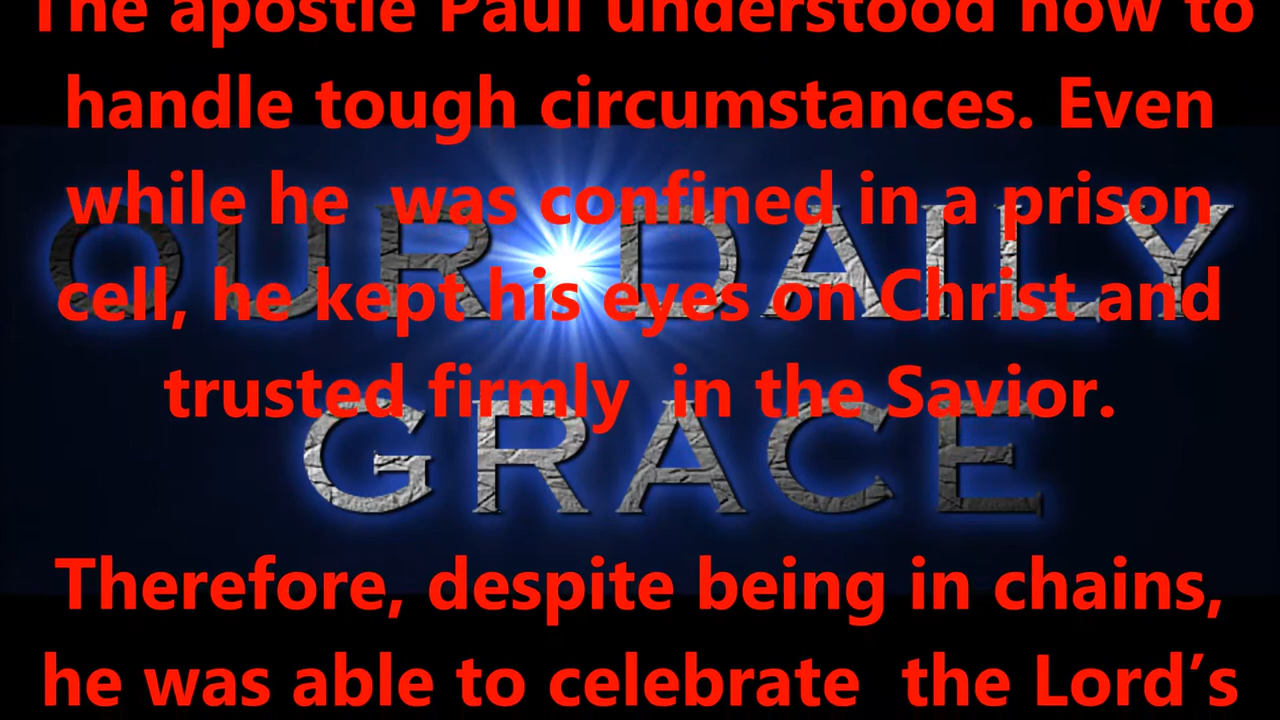 The apostle Paul understood how to
handle tough circumstances. Even
while he was confined in a prison
OUR DAILY
cell, he kept his eyes on Christ and
trusted firmly in the Savior.
GRACE
Therefore, despite being in chains,
he was able to celebrate the Lord’s